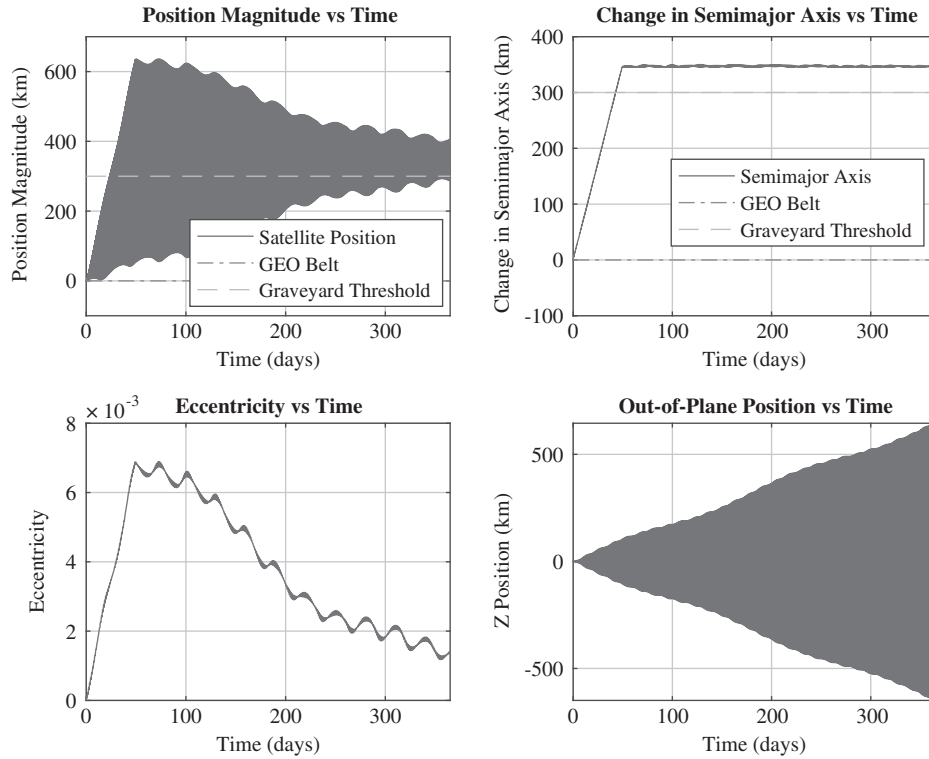 Position Magnitude vs Time
Position Magnitude (km)
600
400
200
0
0
100
200
300
Satellite Position
GEO Belt
Graveyard Threshold
Time (days)
Change in Semimajor Axis vs Time
Change in Semimajor Axis (km)
400
300
200
100
0
-100
0
100
200
300
Semimajor Axis
GEO Belt
Graveyard Threshold
Time (days)
Eccentricity vs Time
× 10⁻³
Eccentricity
8
6
4
2
0
0
100
200
300
Time (days)
Out-of-Plane Position vs Time
Z Position (km)
500
0
-500
0
100
200
300
Time (days)